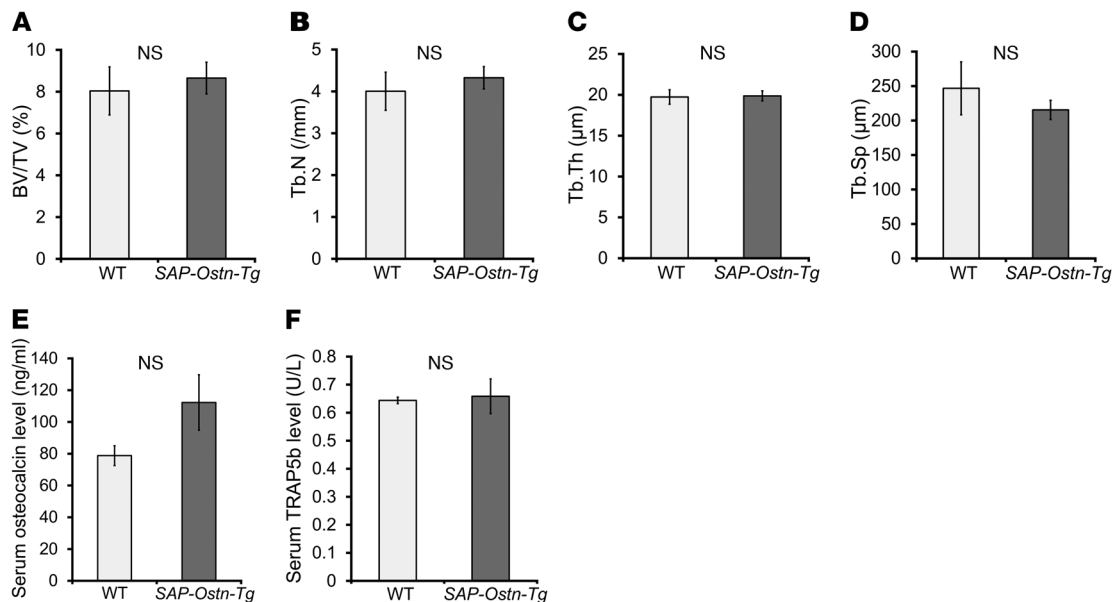 A
BV/TV (%)
NS
10
8
6
4
2
0
WT
SAP-Ostn-Tg
B
Tb.N (/mm)
NS
5
4
3
2
1
0
WT
SAP-Ostn-Tg
C
Tb.Th (μm)
NS
25
20
15
10
5
0
WT
SAP-Ostn-Tg
D
Tb.Sp (μm)
NS
300
250
200
150
100
50
0
WT
SAP-Ostn-Tg
E
Serum osteocalcin level (ng/ml)
NS
140
120
100
80
60
40
20
0
WT
SAP-Ostn-Tg
F
Serum TRAP5b level (U/L)
NS
0.8
0.7
0.6
0.5
0.4
0.3
0.2
0.1
0
WT
SAP-Ostn-Tg